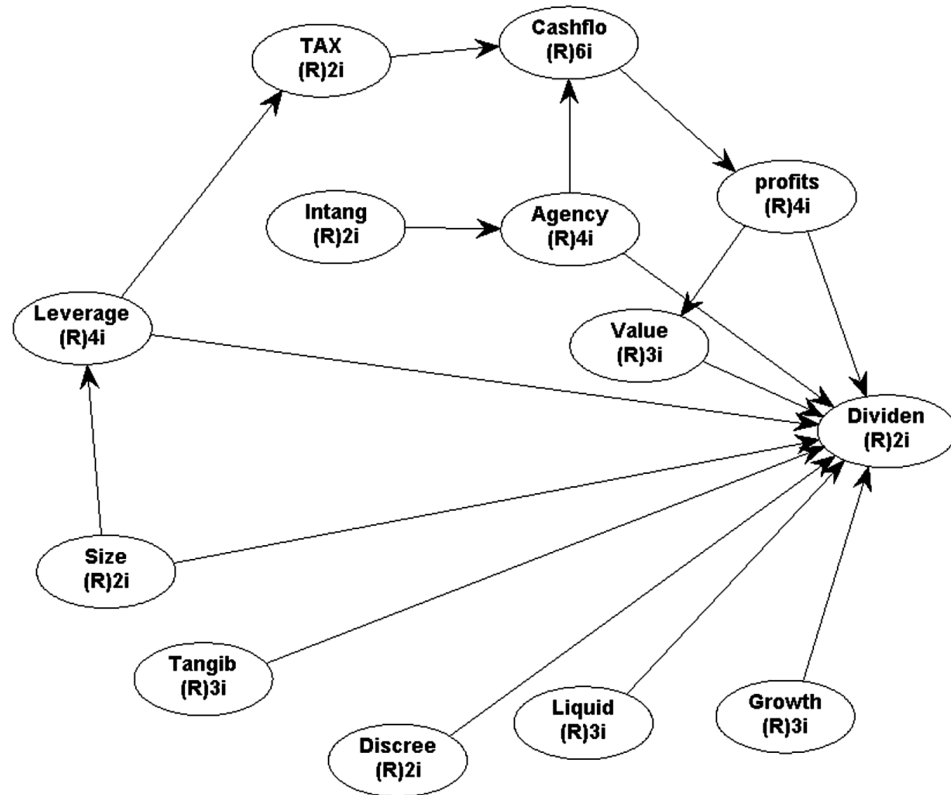 TAX
(R)2i
Cashflo
(R)6i
profits
(R)4i
Intang
(R)2i
Agency
(R)4i
Leverage
(R)4i
Value
(R)3i
Dividen
(R)2i
Size
(R)2i
Tangib
(R)3i
Discree
(R)2i
Liquid
(R)3i
Growth
(R)3i